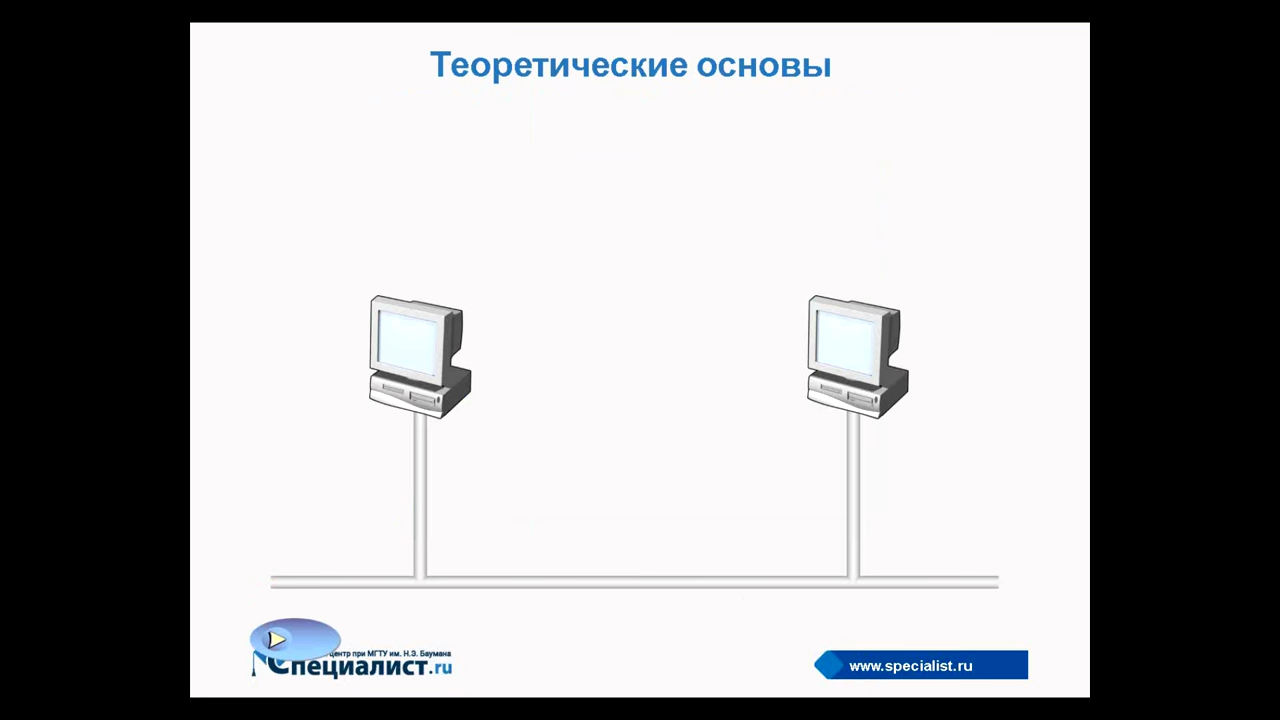 Теоретические основы
центр при МГТУ им. Н.Э. Баумана
Специалист.ru
www.specialist.ru